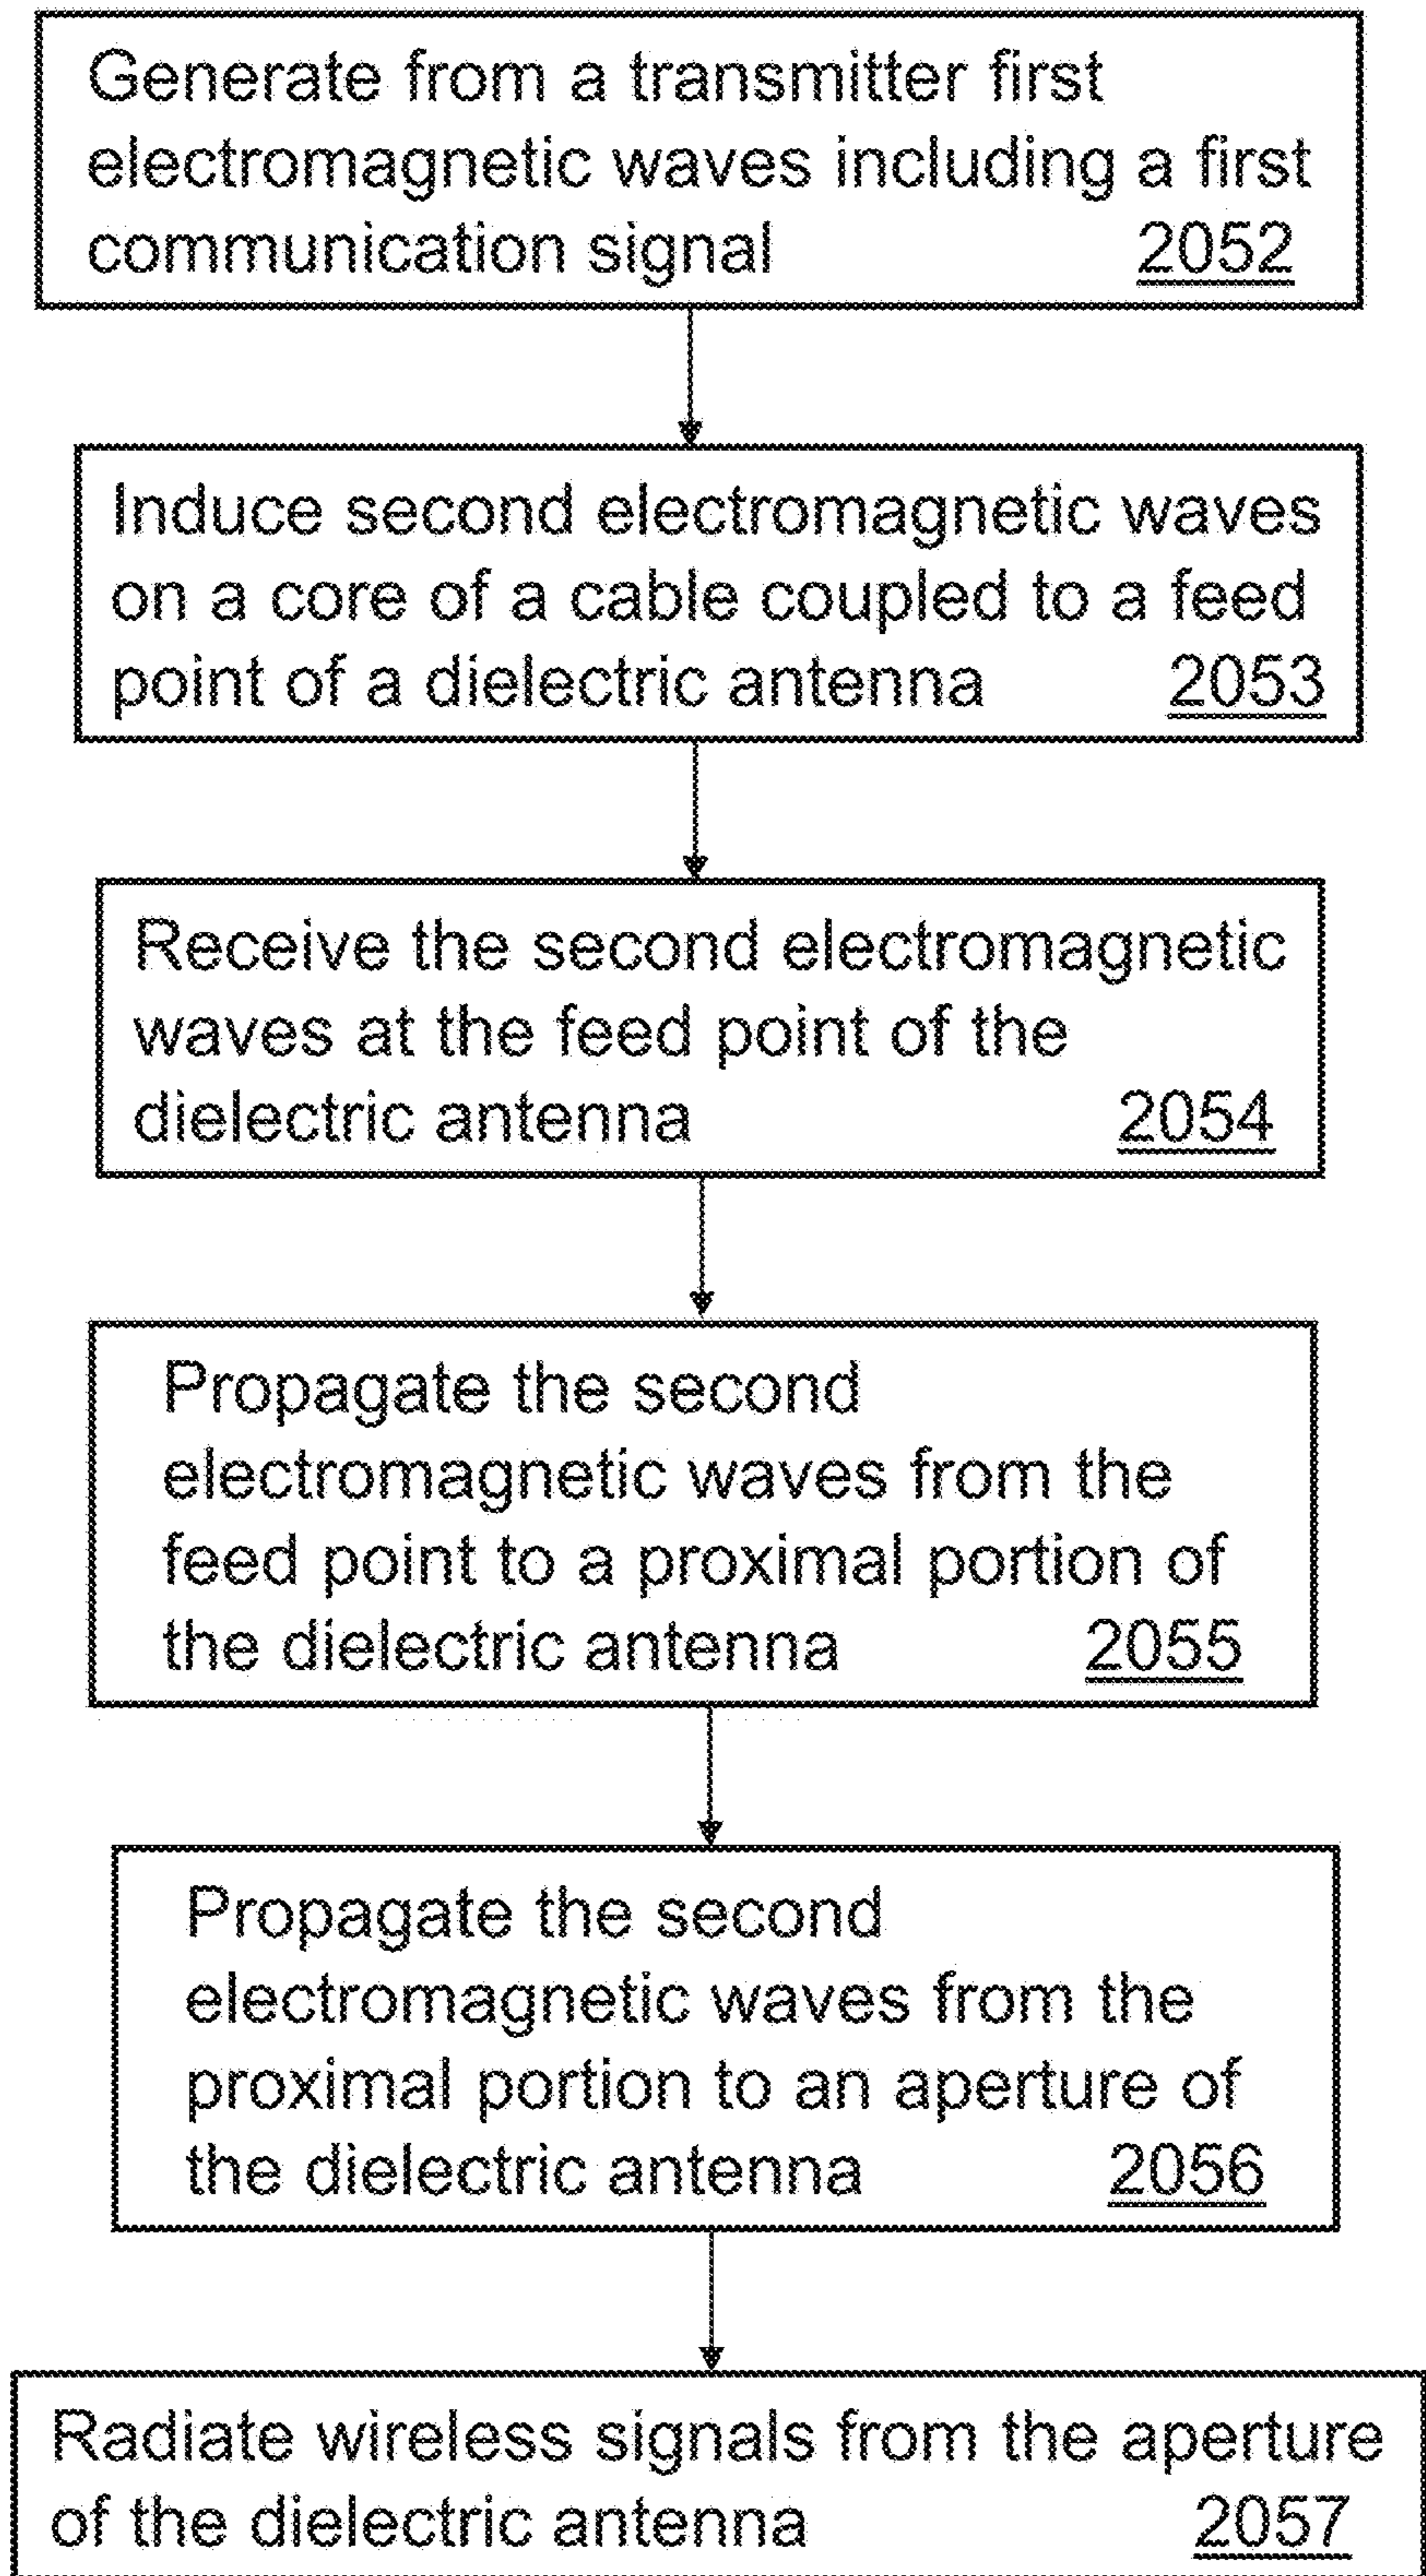 Generate from a transmitter first
electromagnetic waves including a first
communication signal 2052
Induce second electromagnetic waves
on a core of a cable coupled to a feed
point of a dielectric antenna 2053
Receive the second electromagnetic
waves at the feed point of the
dielectric antenna 2054
Propagate the second
electromagnetic waves from the
feed point to a proximal portion of
the dielectric antenna 2055
Propagate the second
electromagnetic waves from the
proximal portion to an aperture of
the dielectric antenna 2056
Radiate wireless signals from the aperture
of the dielectric antenna 2057